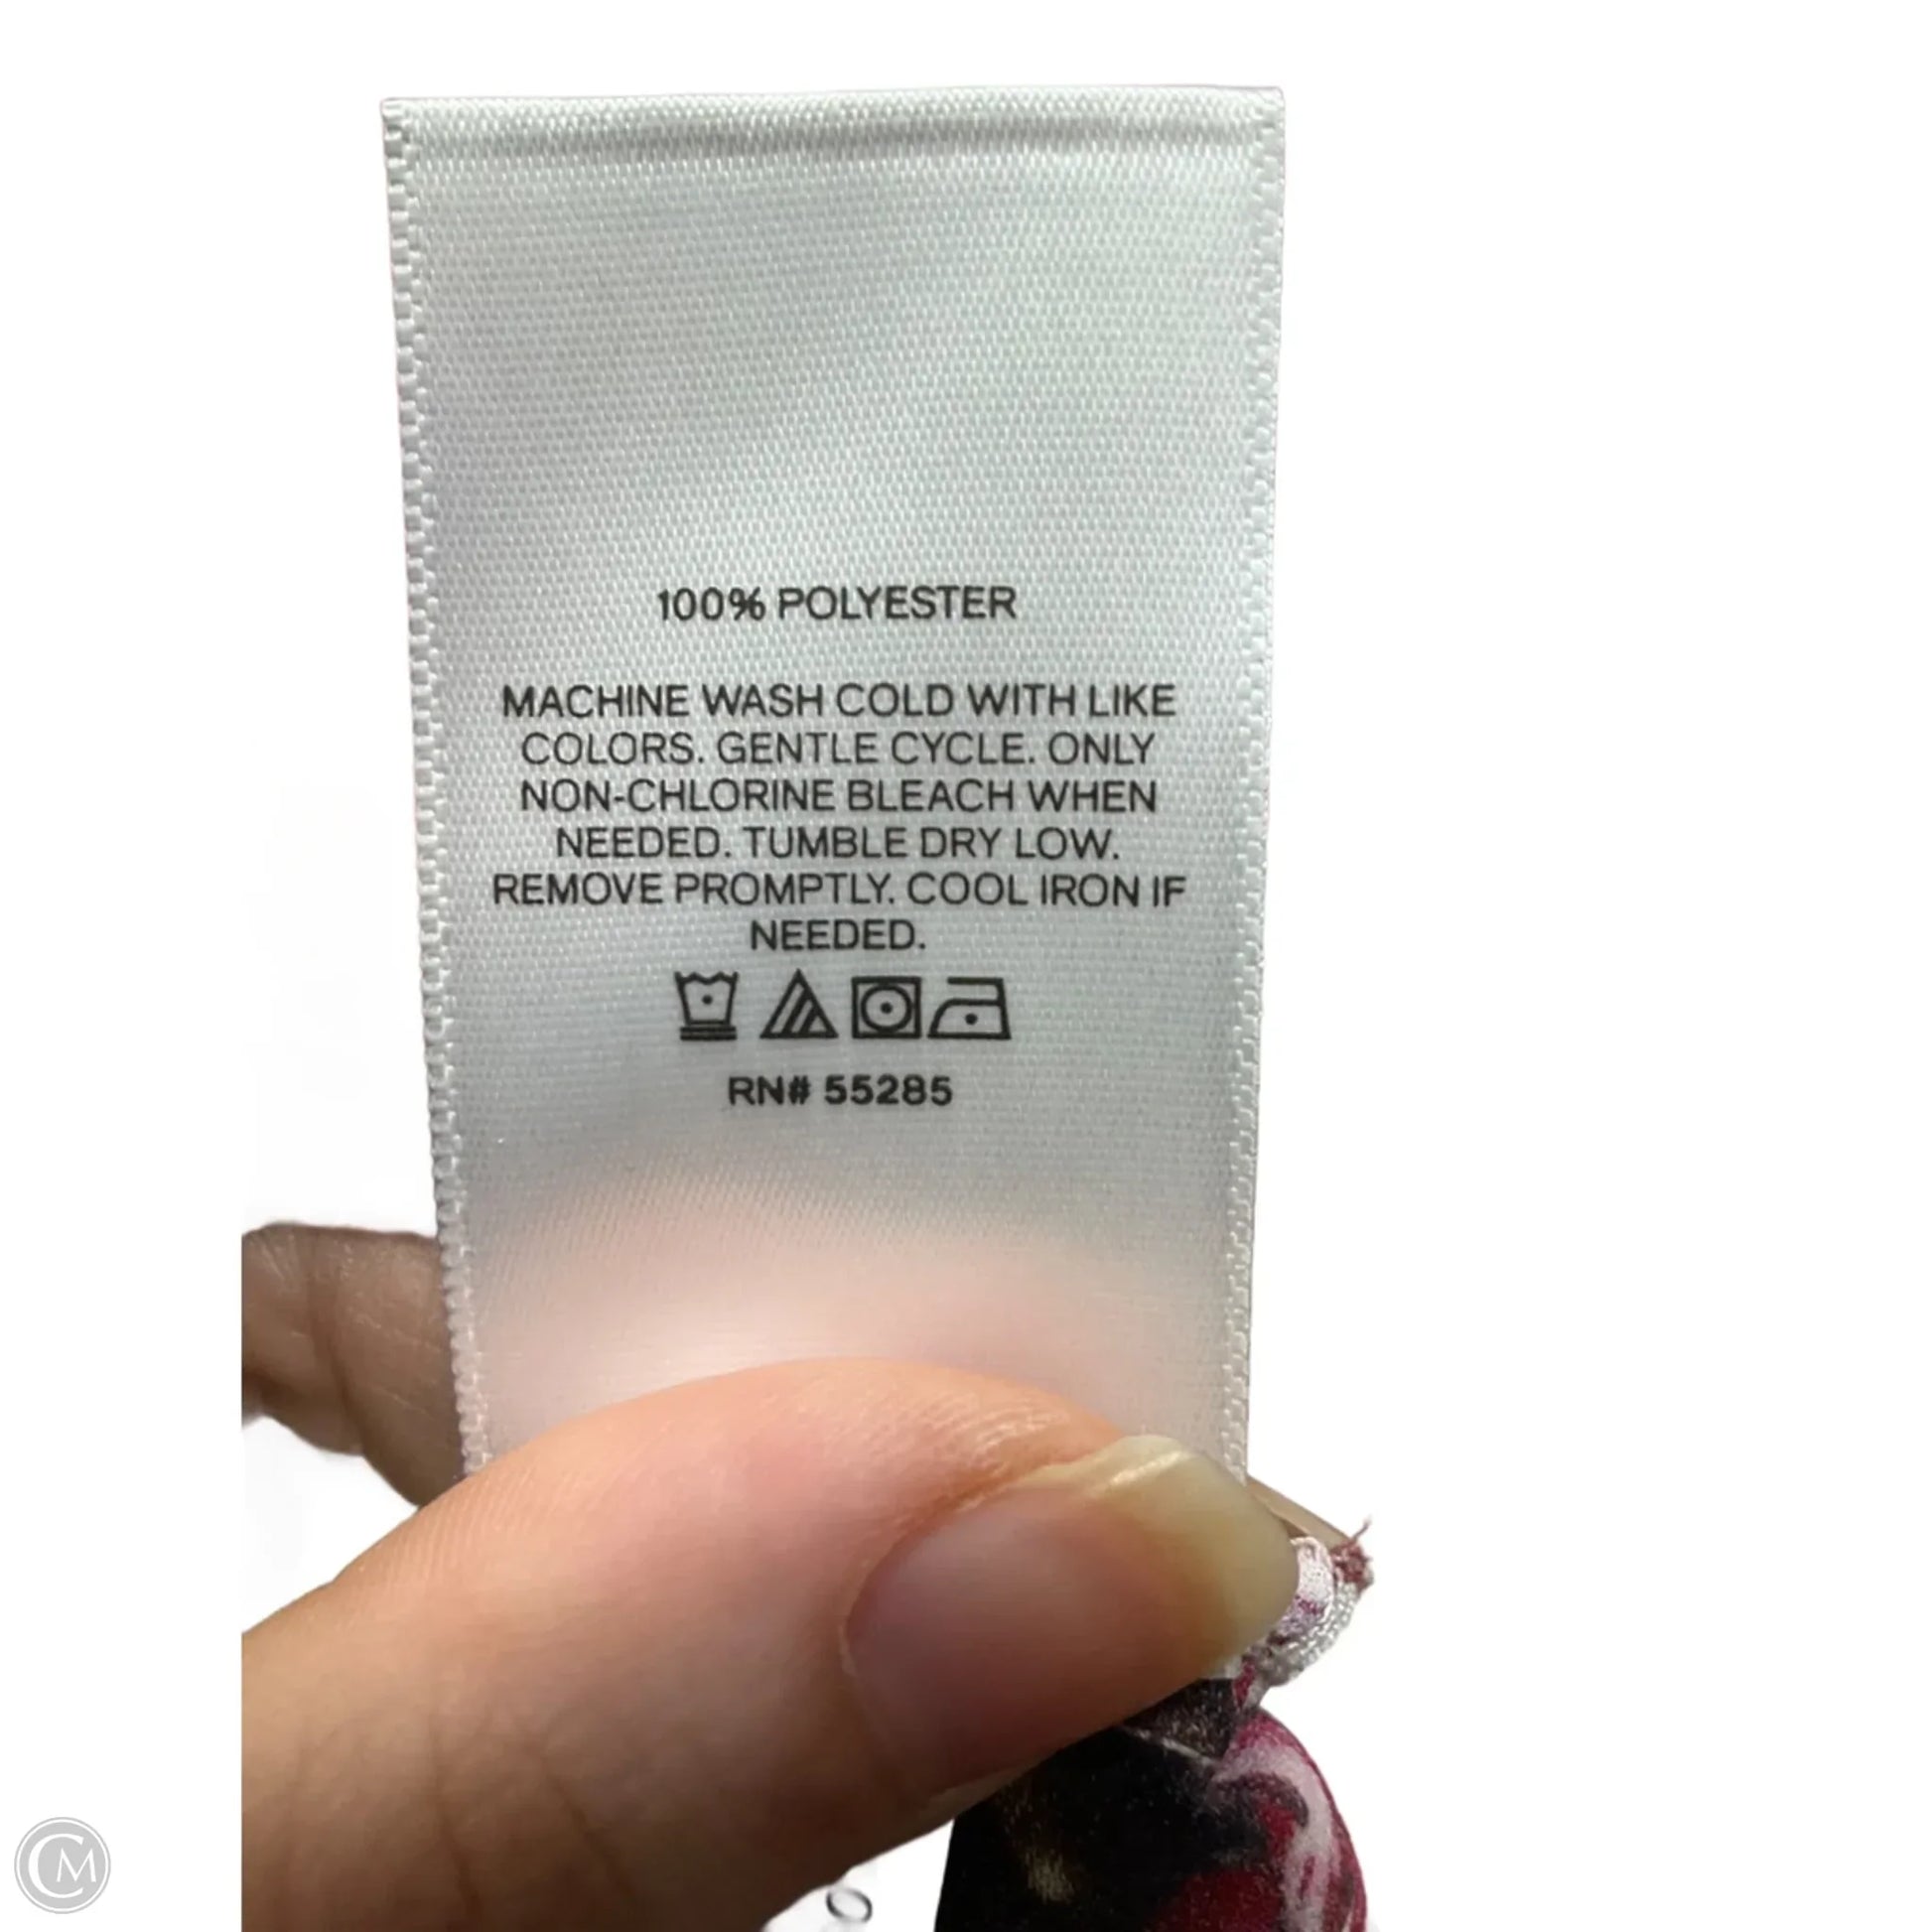 100% POLYESTER
MACHINE WASH COLD WITH LIKE
COLORS. GENTLE CYCLE. ONLY
NON-CHLORINE BLEACH WHEN
NEEDED. TUMBLE DRY LOW.
REMOVE PROMPTLY. COOL IRON IF
NEEDED.
RN# 55285
CM